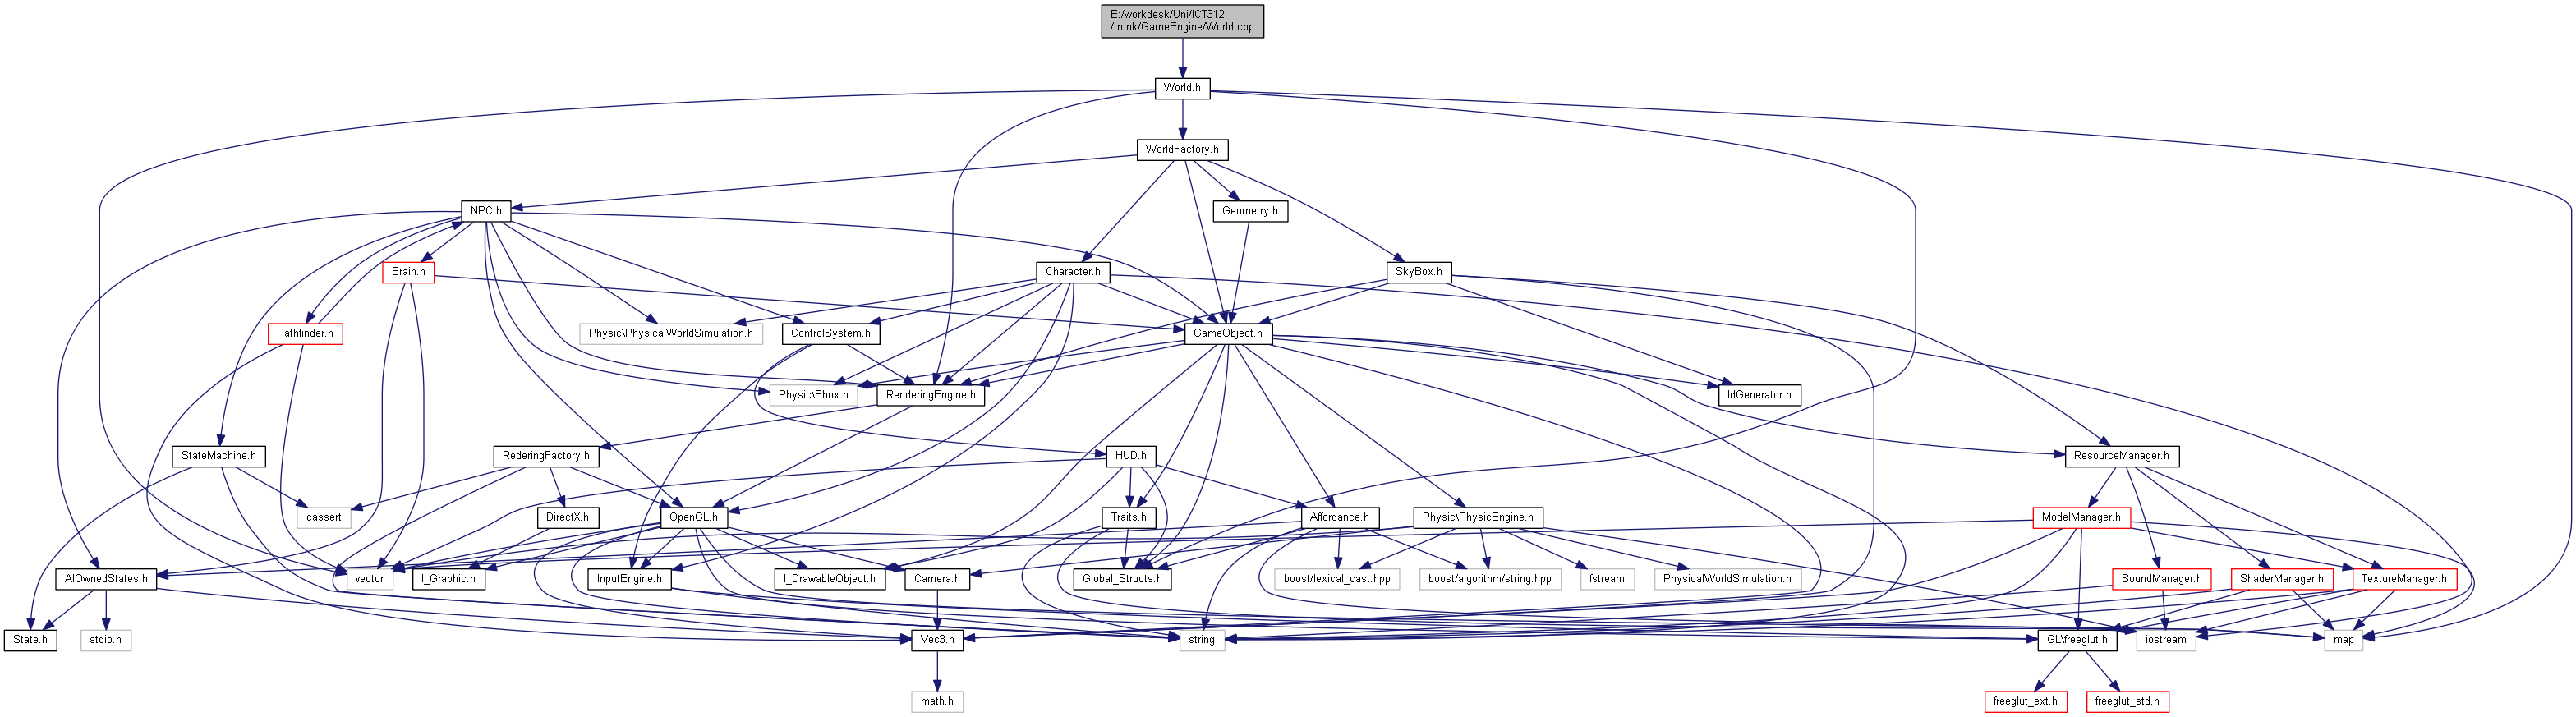 E:/workdesk/Uni/ICT312
/trunk/GameEngine/World.cpp
World.h
WorldFactory.h
NPC.h
Geometry.h
Brain.h
Character.h
SkyBox.h
Pathfinder.h
Physic\PhysicalWorldSimulation.h
ControlSystem.h
GameObject.h
Physic\Bbox.h
RenderingEngine.h
IdGenerator.h
StateMachine.h
RederingFactory.h
HUD.h
ResourceManager.h
cassert
DirectX.h
OpenGL.h
Traits.h
Affordance.h
Physic\PhysicEngine.h
ModelManager.h
AIOwnedStates.h
vector
I_Graphic.h
InputEngine.h
I_DrawableObject.h
Camera.h
Global_Structs.h
boost/lexical_cast.hpp
boost/algorithm/string.hpp
fstream
PhysicalWorldSimulation.h
SoundManager.h
ShaderManager.h
TextureManager.h
State.h
stdio.h
Vec3.h
string
GL\freeglut.h
iostream
map
math.h
freeglut_ext.h
freeglut_std.h